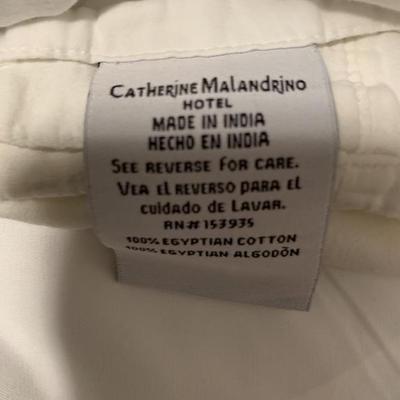 CATHERINE MALANDRINO
HOTEL
MADE IN INDIA
HECHO EN INDIA
SEE REVERSE FOR CARE.
VEA EL REVERSO PARA EL
CUIDADO DE LAVAR.
RN# 153935
100% EGYPTIAN COTTON
100% EGYPTIAN ALGODÕN